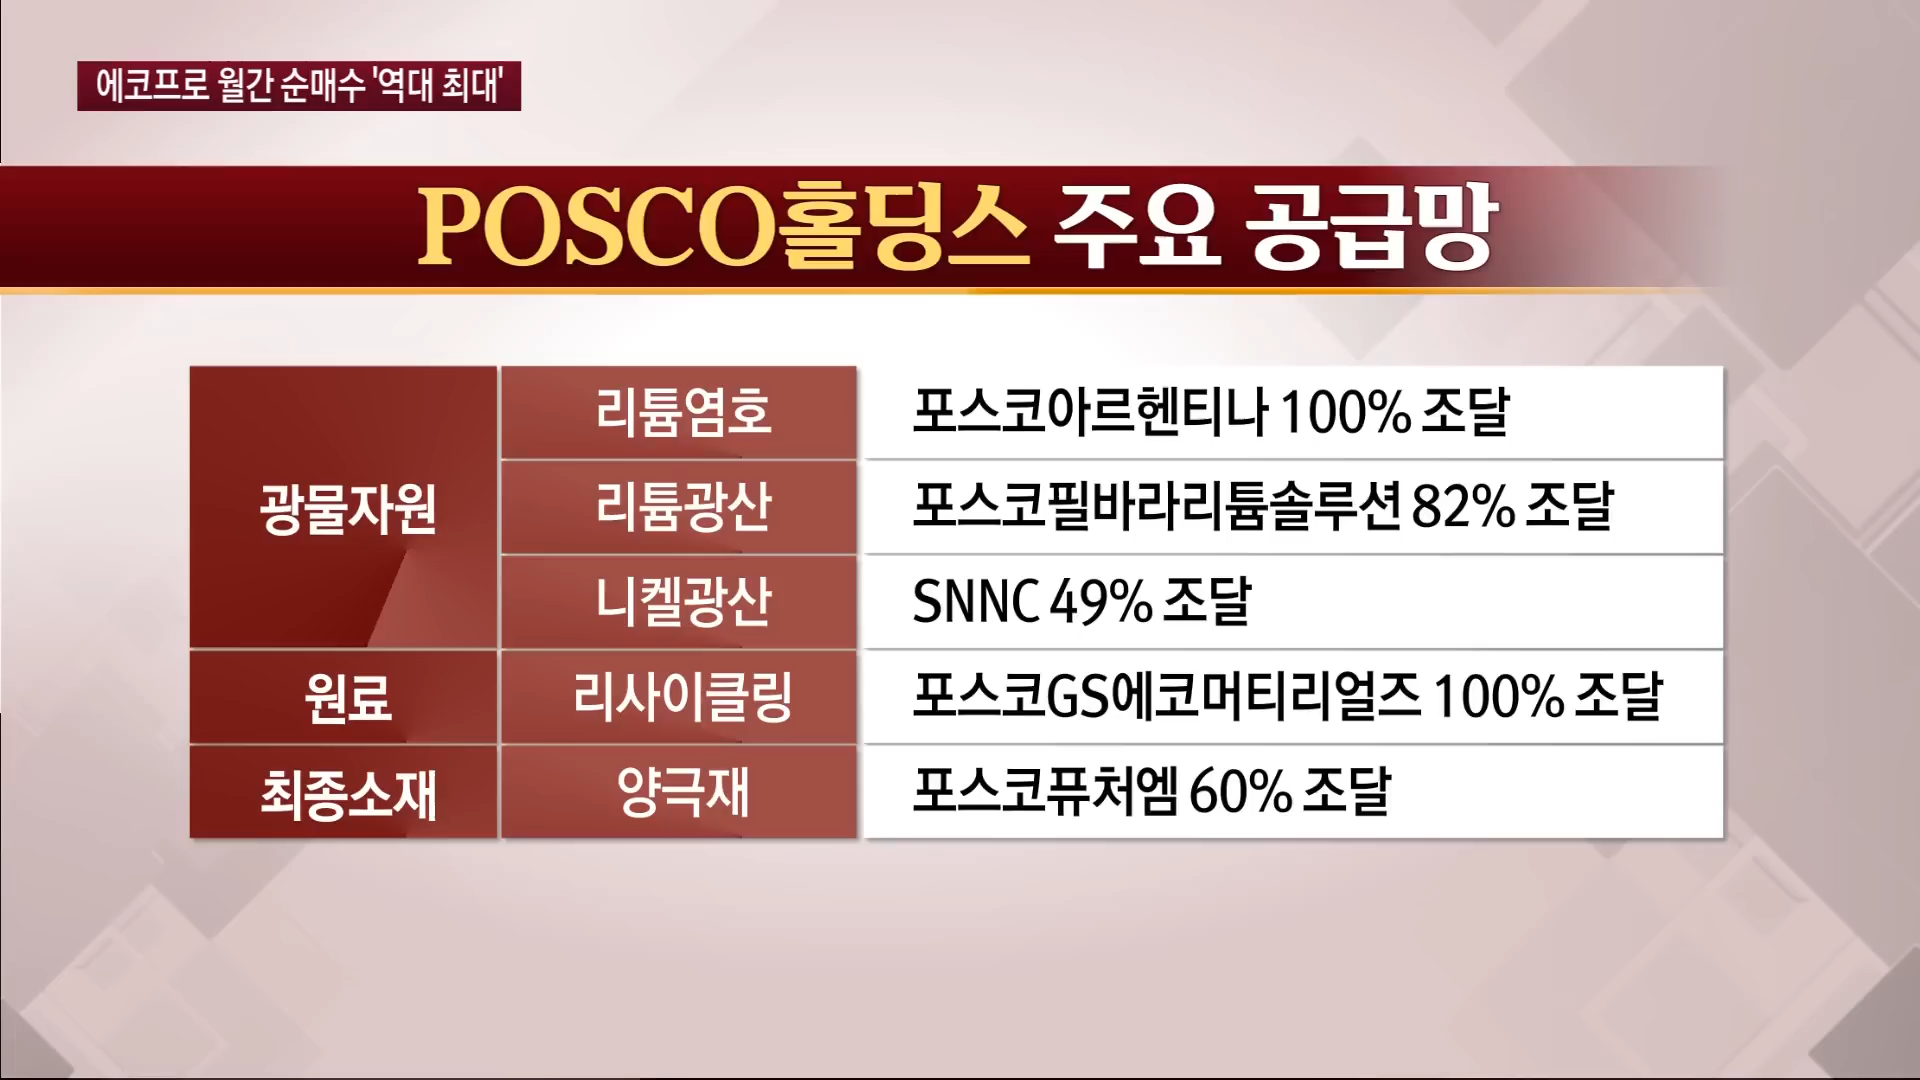 에코프로 월간 순매수 '역대 최대'
POSCO홀딩스 주요 공급망
광물자원
리튬염호
포스코아르헨티나 100% 조달
리튬광산
포스코필바라리튬솔루션 82% 조달
니켈광산
SNNC 49% 조달
원료
리사이클링
포스코GS에코머티리얼즈 100% 조달
최종소재
양극재
포스코퓨처엠 60% 조달